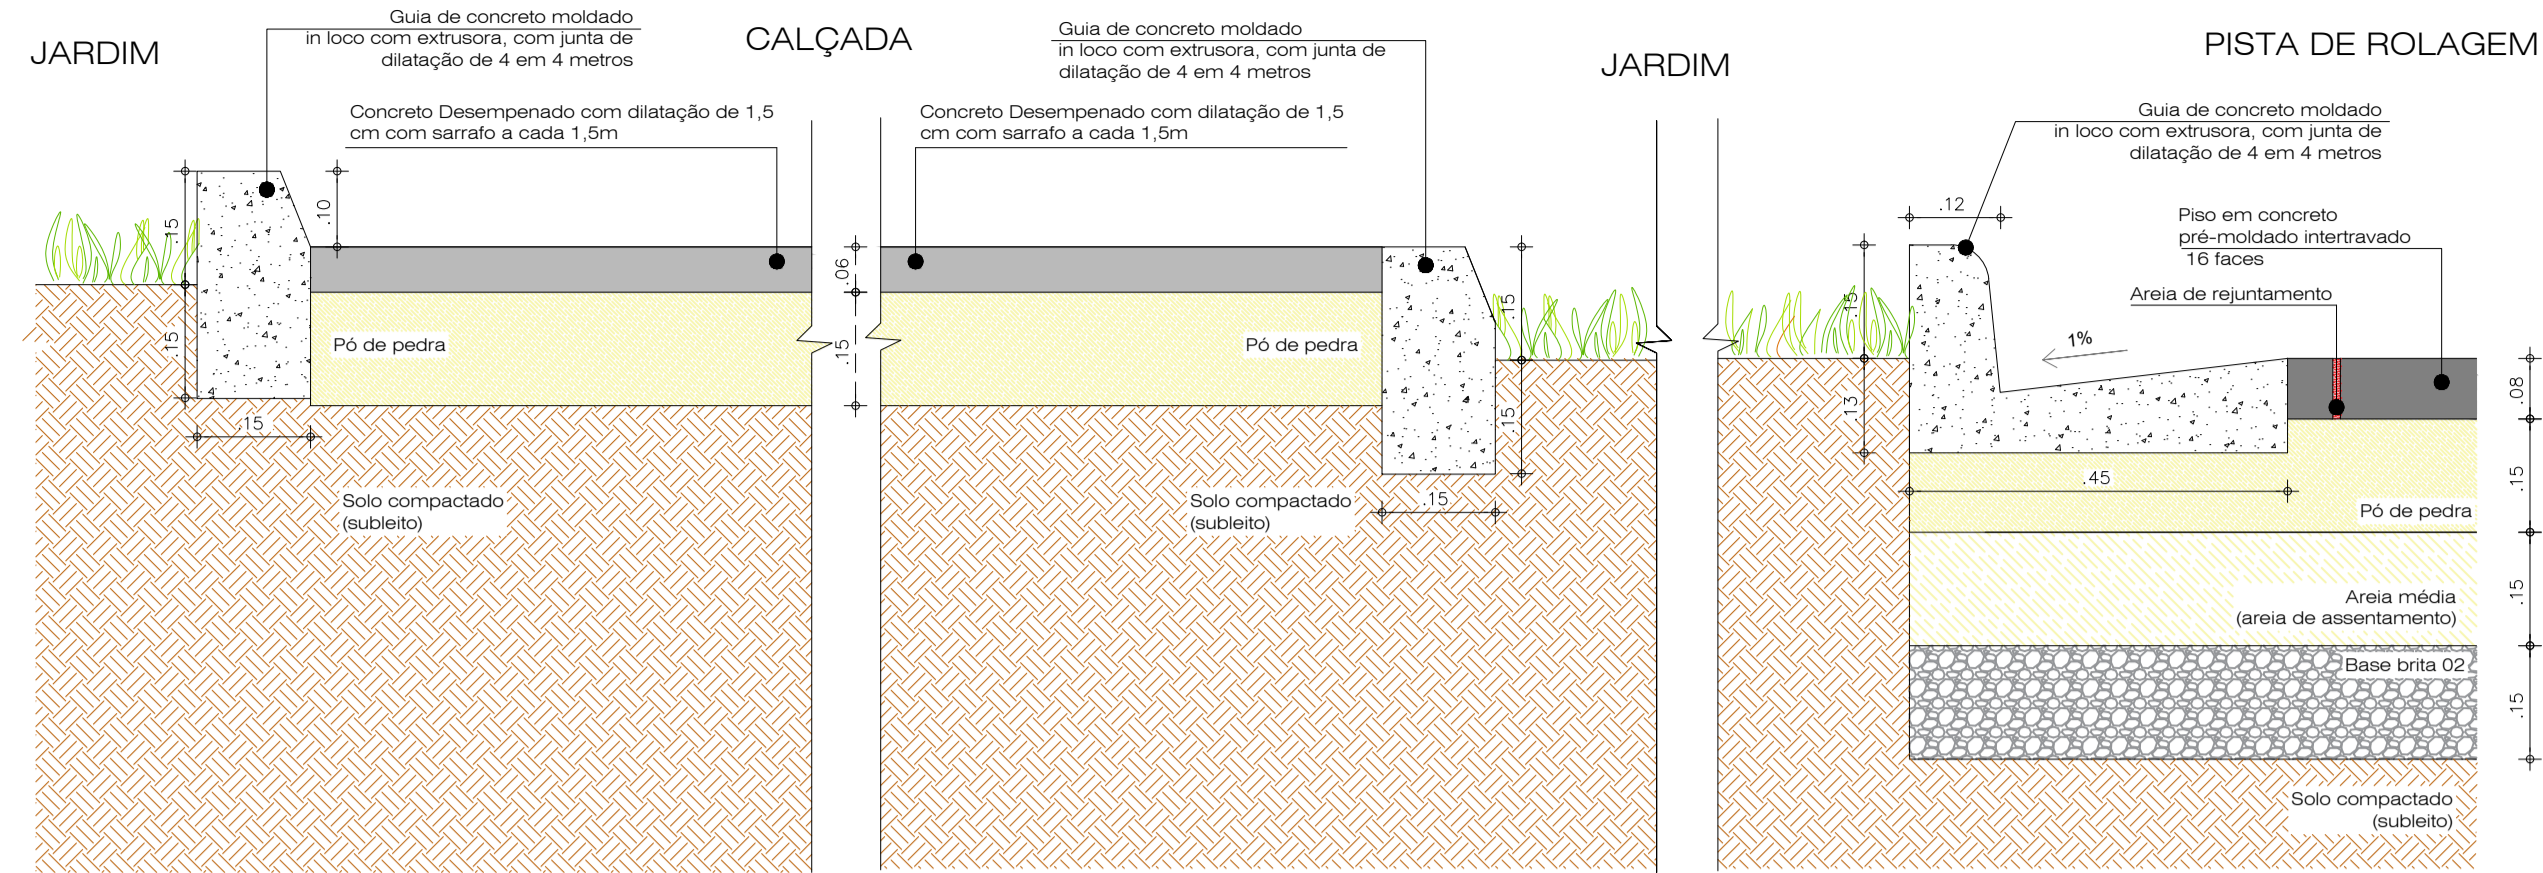 JARDIM
Guia de concreto moldado
in loco com extrusora, com junta de
dilatação de 4 em 4 metros
CALÇADA
Guia de concreto moldado
in loco com extrusora, com junta de
dilatação de 4 em 4 metros
JARDIM
PISTA DE ROLAGEM
Concreto Desempenado com dilatação de 1,5
cm com sarrafo a cada 1,5m
Concreto Desempenado com dilatação de 1,5
cm com sarrafo a cada 1,5m
Guia de concreto moldado
in loco com extrusora, com junta de
dilatação de 4 em 4 metros
Piso em concreto
pré-moldado intertravado
16 faces
Areia de rejuntamento
.15
.10
.15
.15
.06
.15
.15
.15
.15
.12
.15
.13
1%
.45
.08
.15
.15
.15
Pó de pedra
Pó de pedra
Pó de pedra
Solo compactado
(subleito)
Solo compactado
(subleito)
Areia média
(areia de assentamento)
Base brita 02
Solo compactado
(subleito)